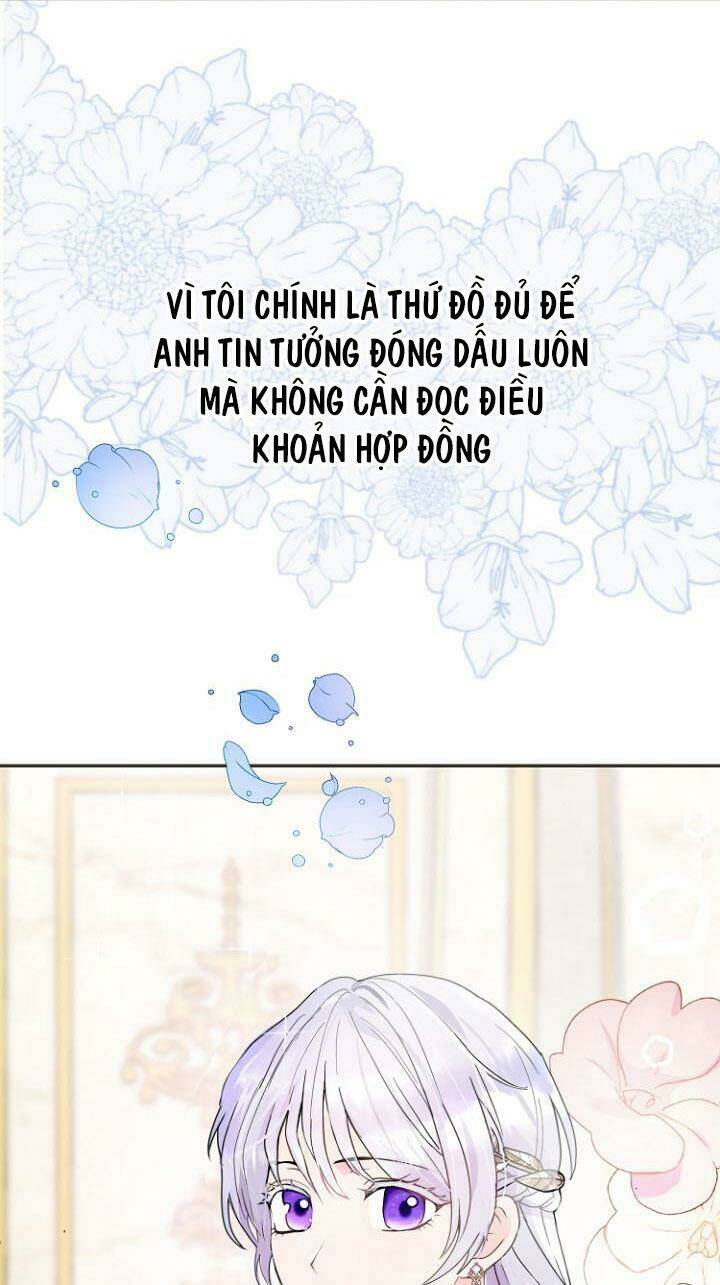 VÌ TÔI CHÍNH LÀ THỨ ĐỒ ĐỦ ĐỂ
ANH TIN TƯỞNG ĐÓNG DẤU LUÔN
MÀ KHÔNG CẦN ĐỌC ĐIỀU
KHOẢN HỢP ĐỒNG